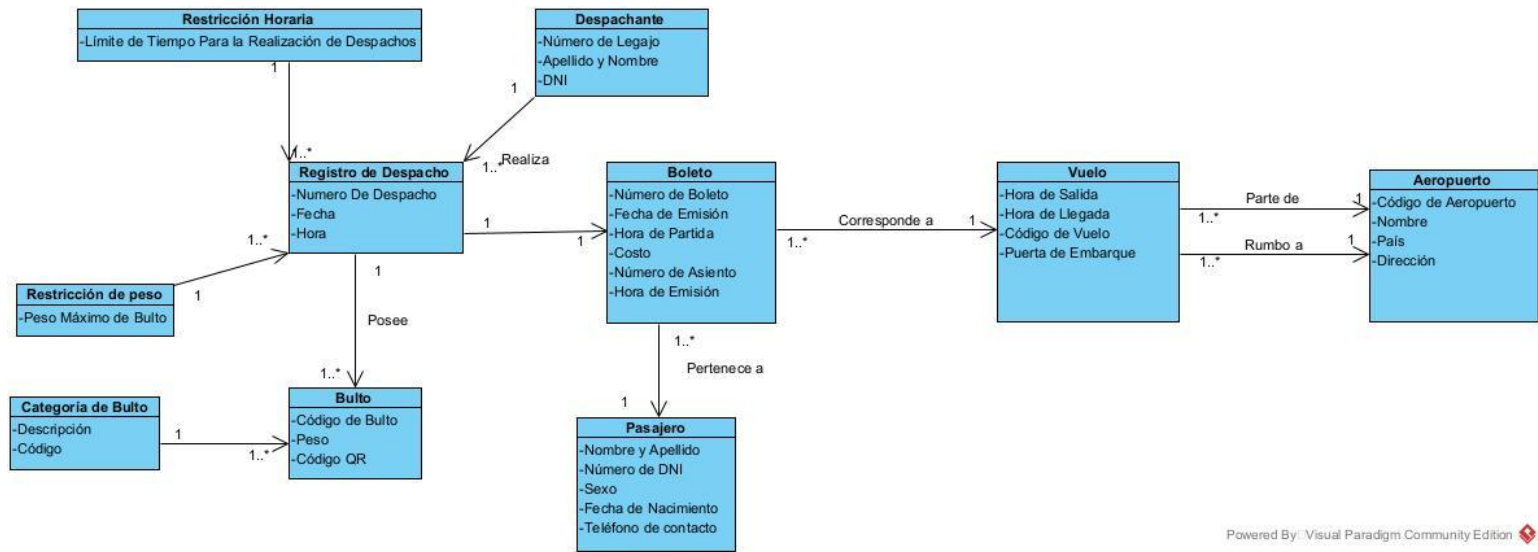 Restricción Horaria
-Límite de Tiempo Para la Realización de Despachos
1
1..*
Despachante
-Número de Legajo
-Apellido y Nombre
-DNI
1
1..*
Realiza
Registro de Despacho
-Numero De Despacho
-Fecha
-Hora
1
1
Boleto
-Número de Boleto
-Fecha de Emisión
-Hora de Partida
-Costo
-Número de Asiento
-Hora de Emisión
1..*
Corresponde a
1
Vuelo
-Hora de Salida
-Hora de Llegada
-Código de Vuelo
-Puerta de Embarque
1..*
Parte de
1
1..*
Rumbo a
1
Aeropuerto
-Código de Aeropuerto
-Nombre
-País
-Dirección
Restricción de peso
-Peso Máximo de Bulto
1
1..*
1
Posee
1..*
Categoría de Bulto
-Descripción
-Código
1
1..*
Bulto
-Código de Bulto
-Peso
-Código QR
1..*
Pertenece a
1
Pasajero
-Nombre y Apellido
-Número de DNI
-Sexo
-Fecha de Nacimiento
-Teléfono de contacto
Powered By Visual Paradigm Community Edition